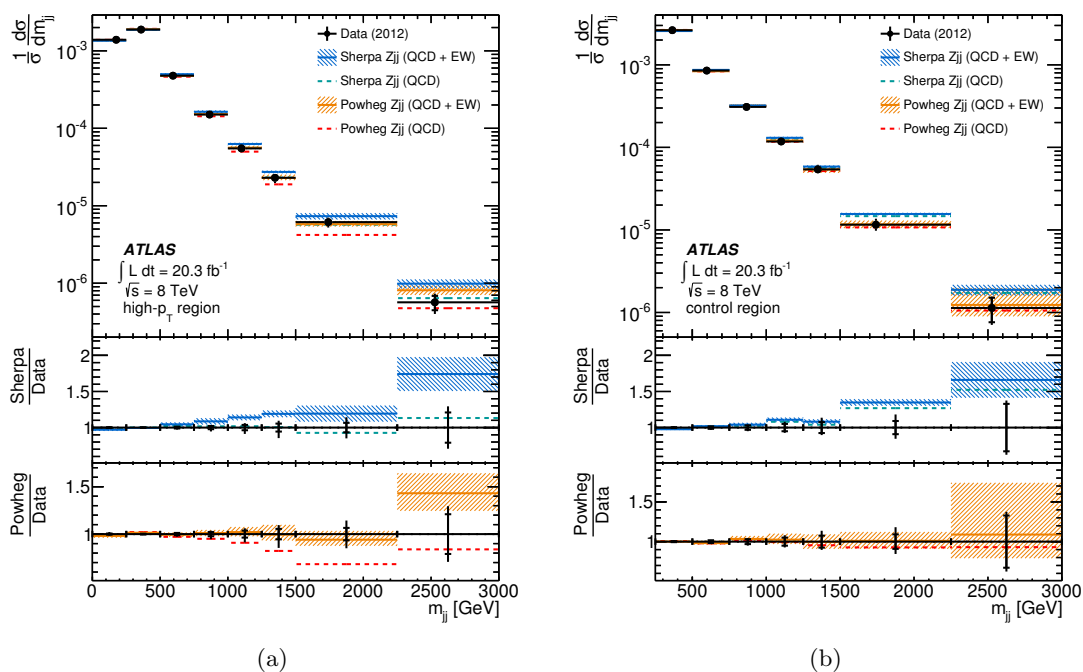 1/σ dσ/dm_jj
10⁻³
10⁻⁴
10⁻⁵
10⁻⁶
Data (2012)
Sherpa Zjj (QCD + EW)
Sherpa Zjj (QCD)
Powheg Zjj (QCD + EW)
Powheg Zjj (QCD)
ATLAS
∫ L dt = 20.3 fb⁻¹
√s = 8 TeV
high-p_T region
Sherpa/Data
2
1.5
1
Powheg/Data
1.5
1
0 500 1000 1500 2000 2500 3000
m_jj [GeV]
(a)
1/σ dσ/dm_jj
10⁻³
10⁻⁴
10⁻⁵
10⁻⁶
Data (2012)
Sherpa Zjj (QCD + EW)
Sherpa Zjj (QCD)
Powheg Zjj (QCD + EW)
Powheg Zjj (QCD)
ATLAS
∫ L dt = 20.3 fb⁻¹
√s = 8 TeV
control region
Sherpa/Data
2
1.5
1
Powheg/Data
1.5
1
500 1000 1500 2000 2500 3000
m_jj [GeV]
(b)